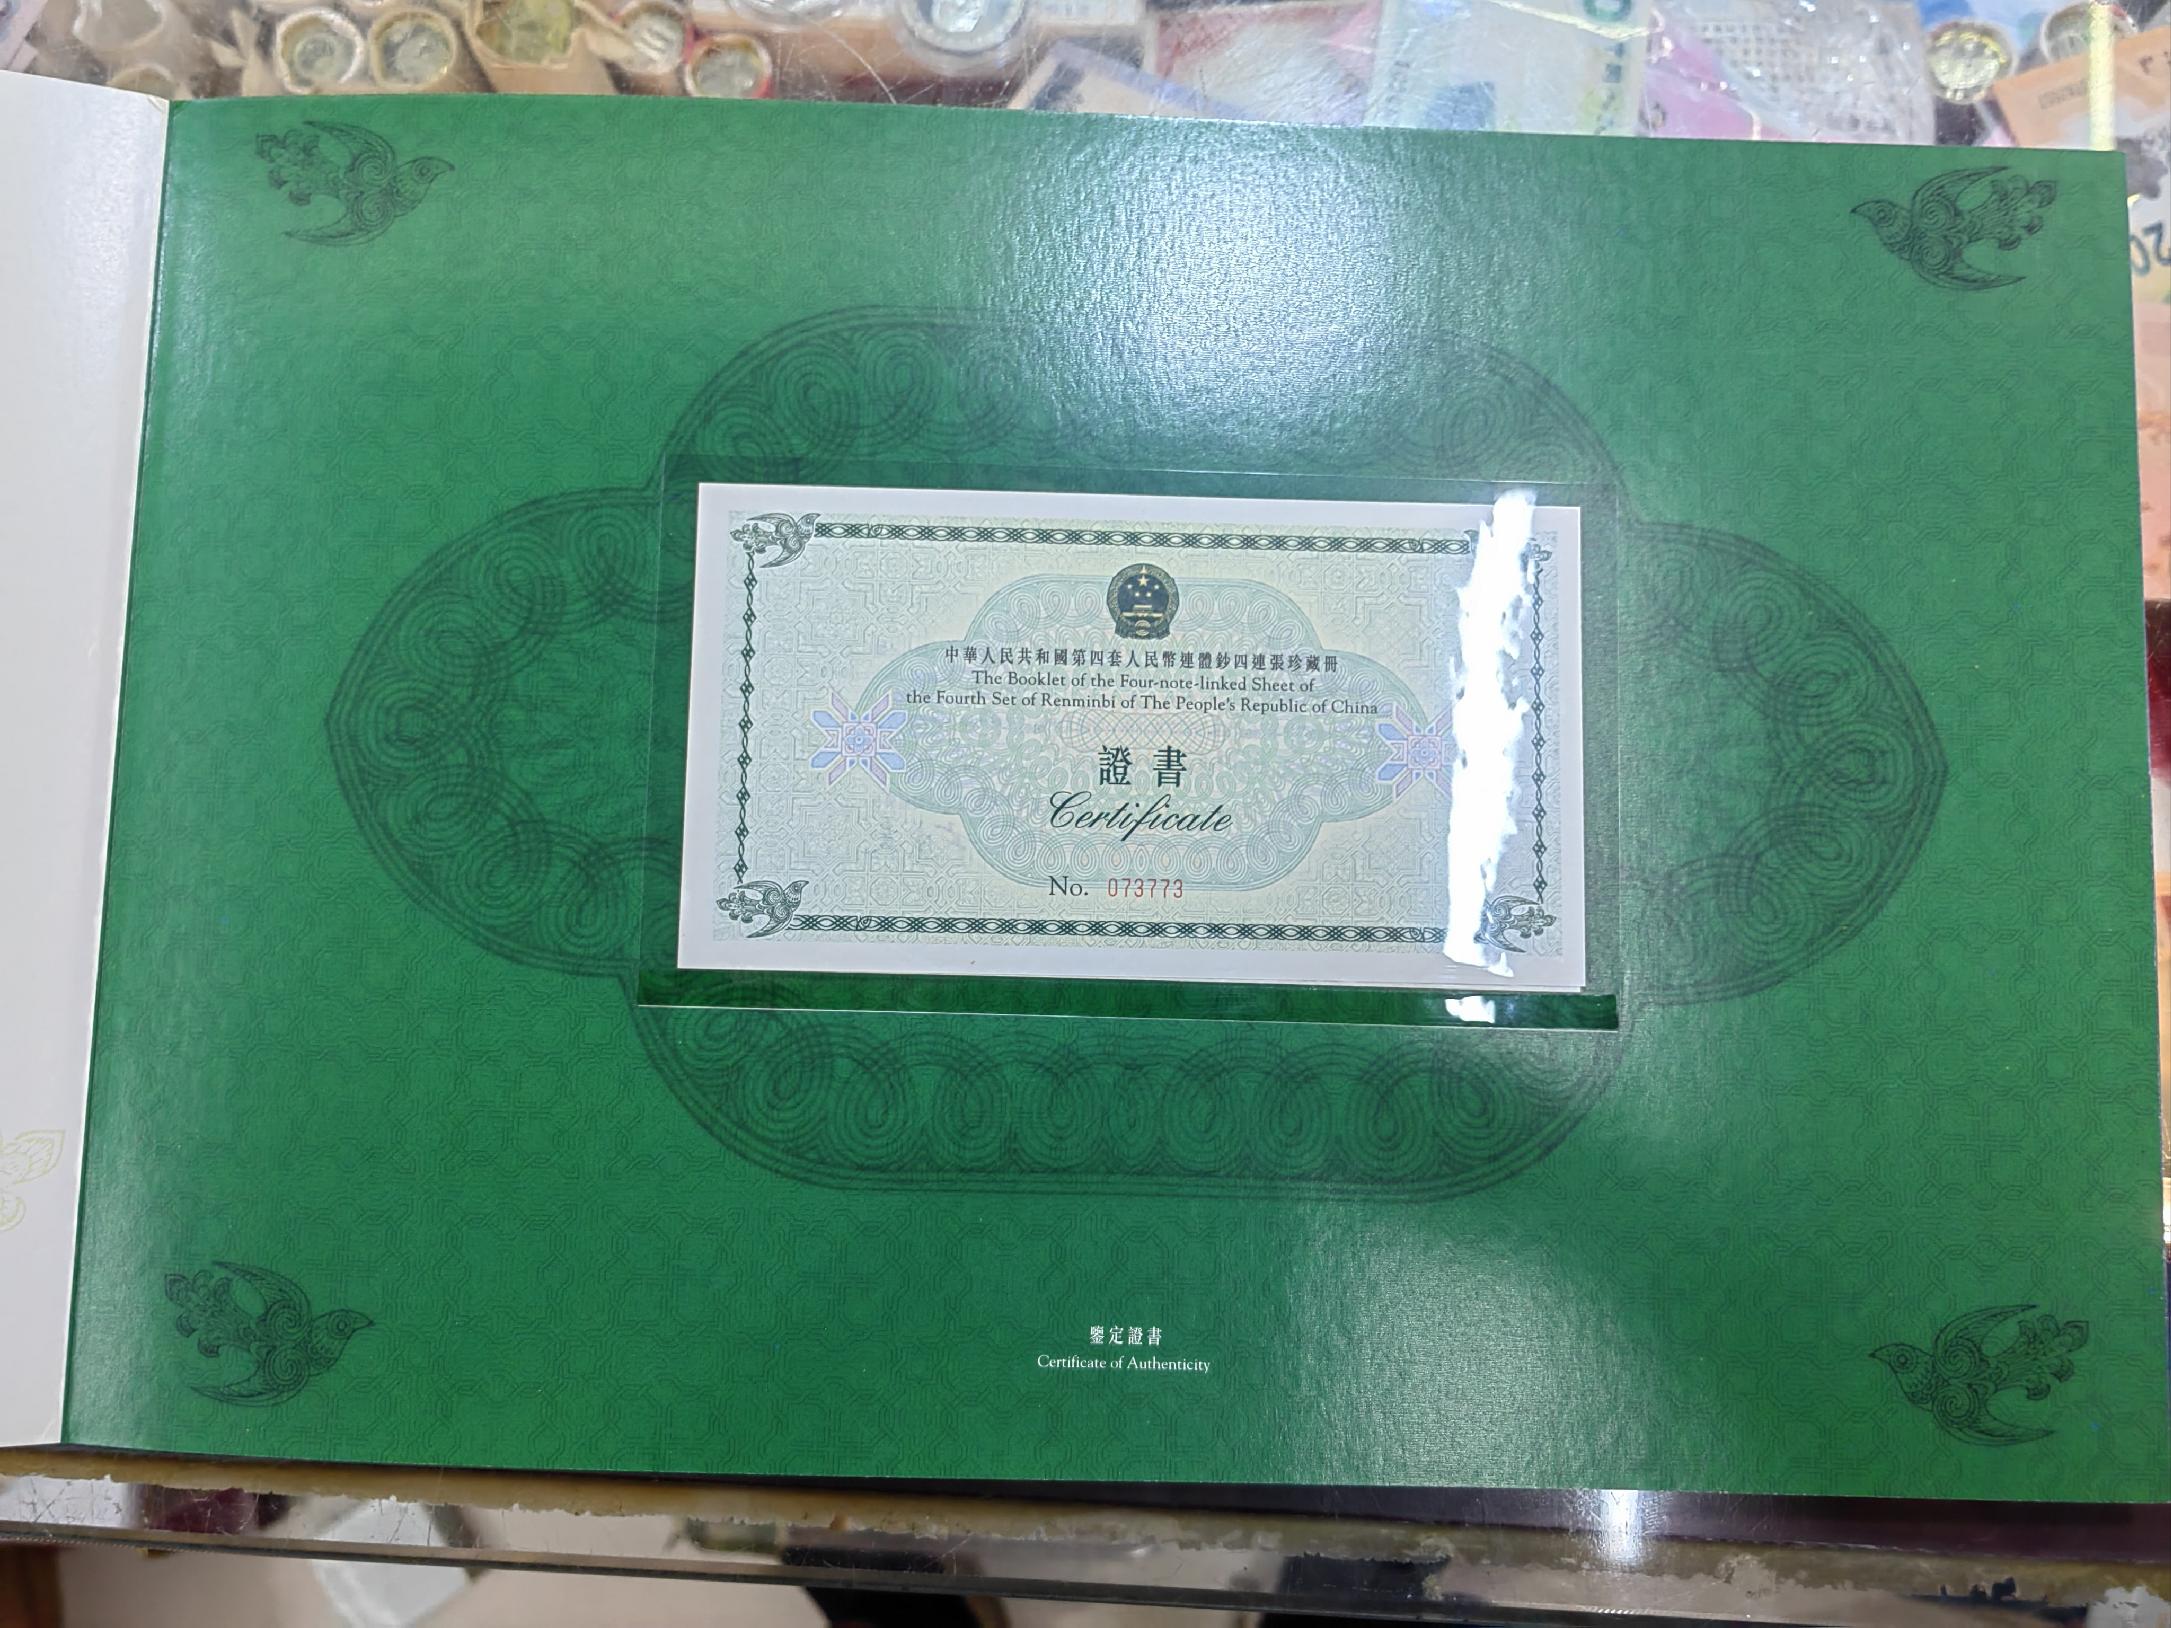 中華人民共和國第四套人民幣連體鈔四連張珍藏冊
The Booklet of the Four-note-linked Sheet of
the Fourth Set of Renminbi of The People's Republic of China
證書
Certificate
No. 073773
鑒定證書
Certificate of Authenticity